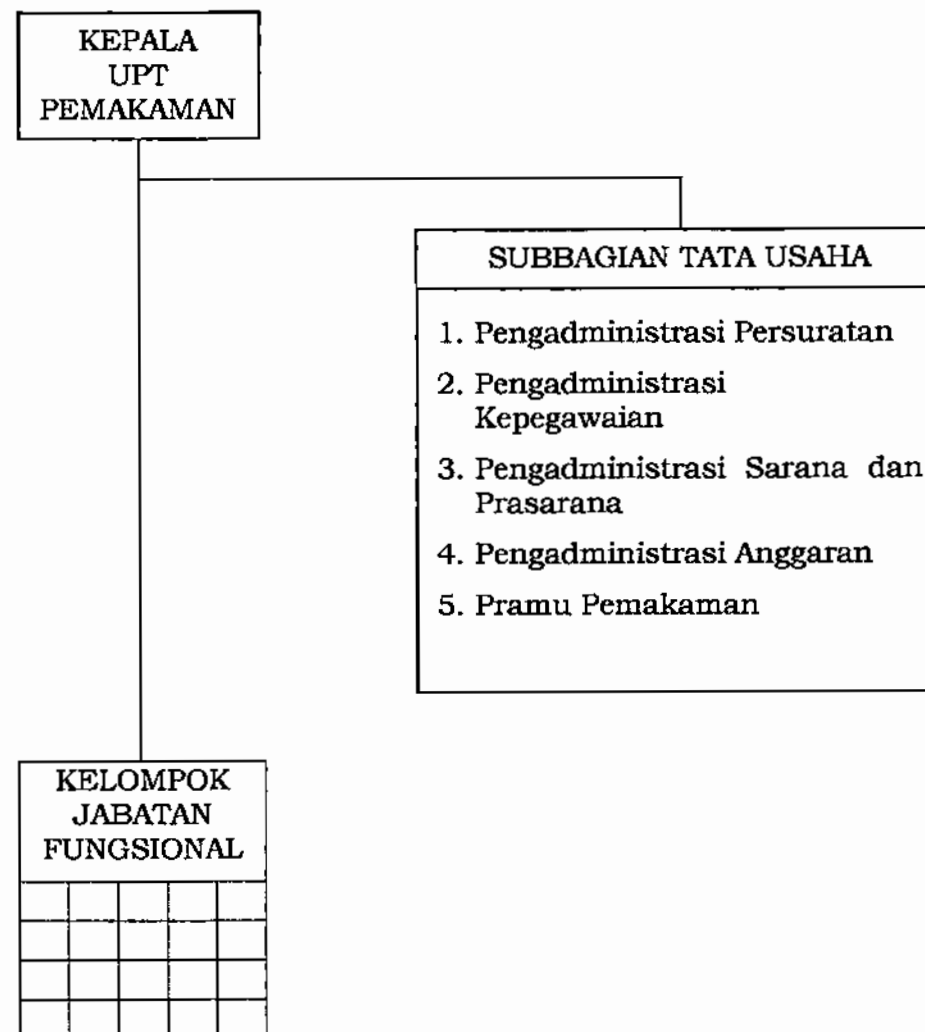 KEPALA
UPT
PEMAKAMAN
SUBBAGIAN TATA USAHA
1. Pengadministrasi Persuratan
2. Pengadministrasi
Kepegawaian
3. Pengadministrasi Sarana dan
Prasarana
4. Pengadministrasi Anggaran
5. Pramu Pemakaman
KELOMPOK
JABATAN
FUNGSIONAL